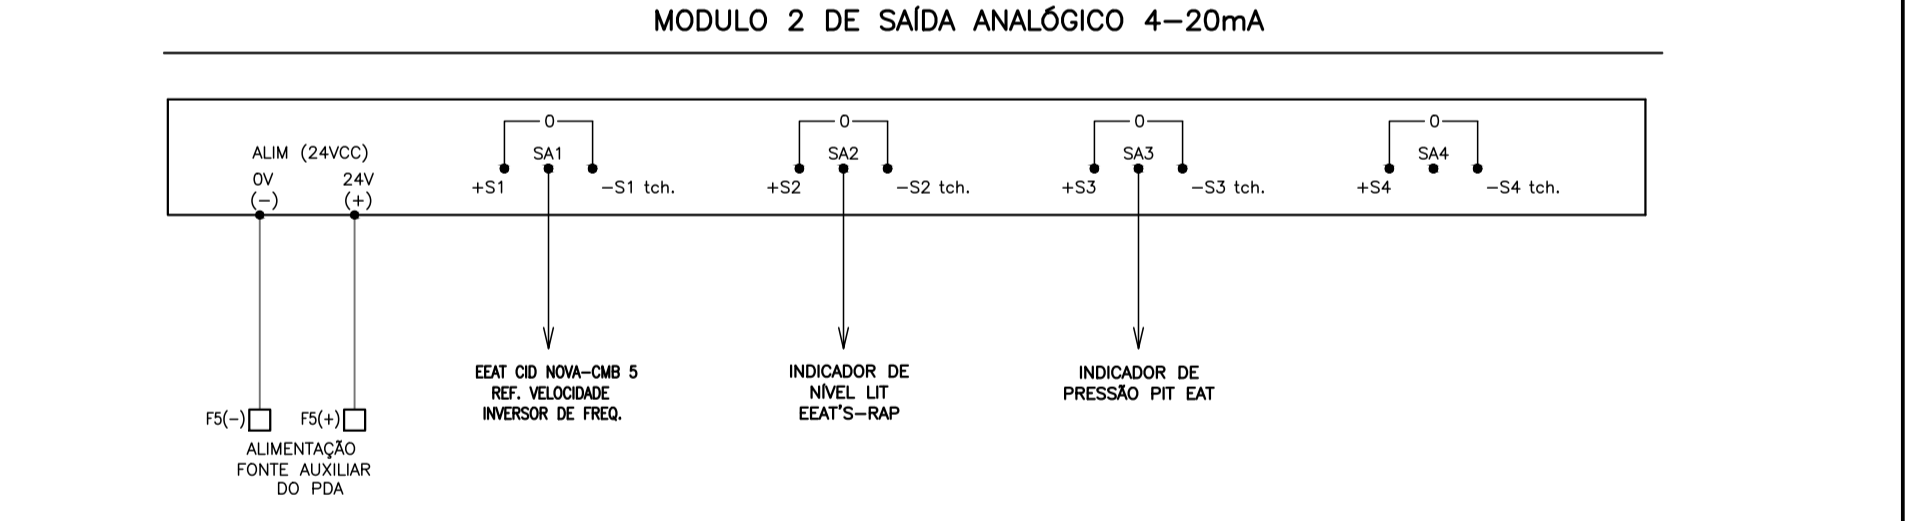 MODULO 2 DE SAÍDA ANALÓGICO 4-20mA
ALIM (24VCC)
0V 24V
(-) (+)
0
SA1
+S1 -S1 tch.
0
SA2
+S2 -S2 tch.
0
SA3
+S3 -S3 tch.
0
SA4
+S4 -S4 tch.
EEAT CID NOVA-CMB 5
REF. VELOCIDADE
INVERSOR DE FREQ.
INDICADOR DE
NÍVEL LIT
EEAT'S-RAP
INDICADOR DE
PRESSÃO PIT EAT
F5(-) F5(+)
ALIMENTAÇÃO
FONTE AUXILIAR
DO PDA